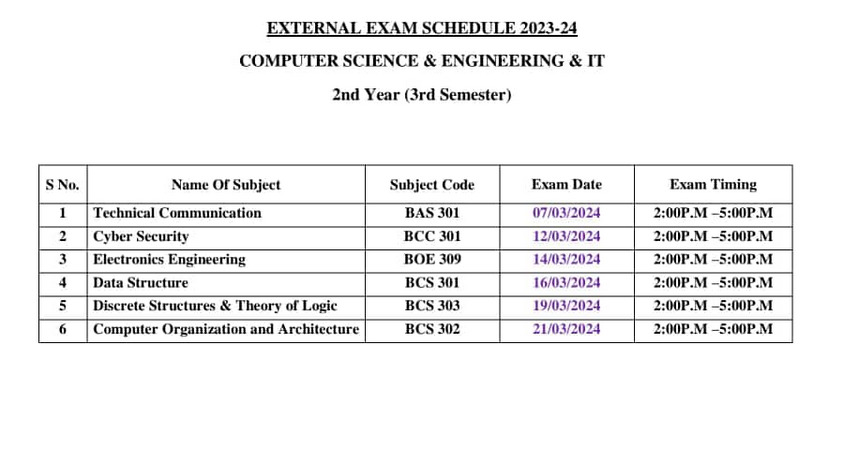 EXTERNAL EXAM SCHEDULE 2023-24
COMPUTER SCIENCE & ENGINEERING & IT
2nd Year (3rd Semester)
S No. Name Of Subject Subject Code Exam Date Exam Timing
1 Technical Communication BAS 301 07/03/2024 2:00P.M –5:00P.M
2 Cyber Security BCC 301 12/03/2024 2:00P.M –5:00P.M
3 Electronics Engineering BOE 309 14/03/2024 2:00P.M –5:00P.M
4 Data Structure BCS 301 16/03/2024 2:00P.M –5:00P.M
5 Discrete Structures & Theory of Logic BCS 303 19/03/2024 2:00P.M –5:00P.M
6 Computer Organization and Architecture BCS 302 21/03/2024 2:00P.M –5:00P.M